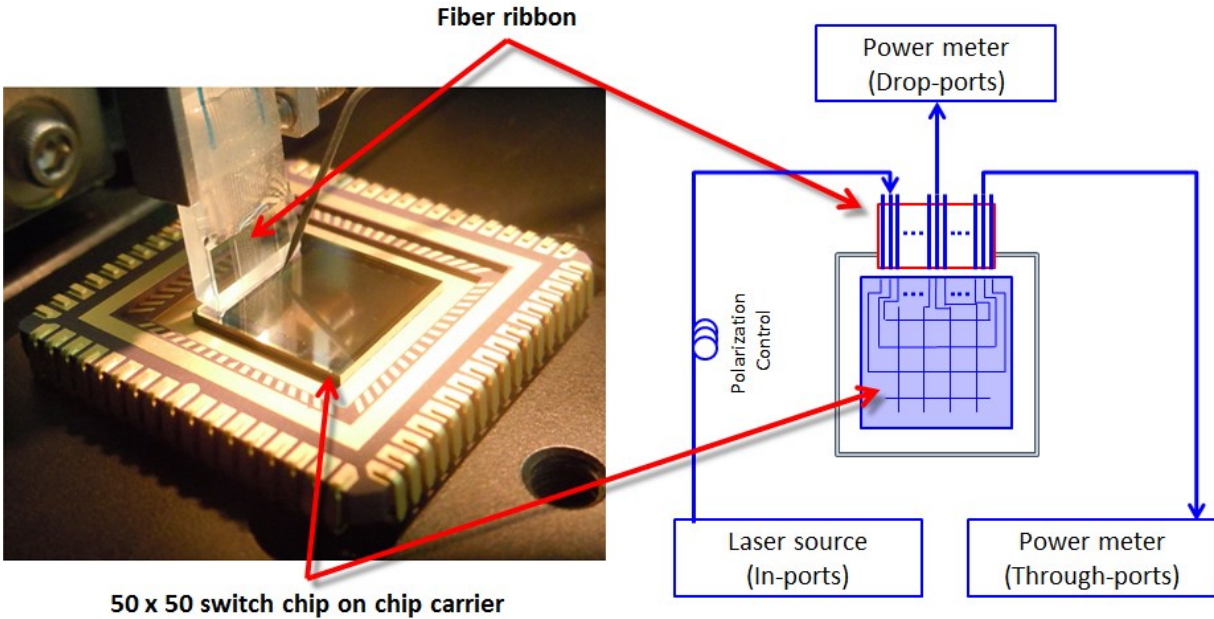 Fiber ribbon
Power meter
(Drop-ports)
Polarization
Control
Laser source
(In-ports)
Power meter
(Through-ports)
50 x 50 switch chip on chip carrier